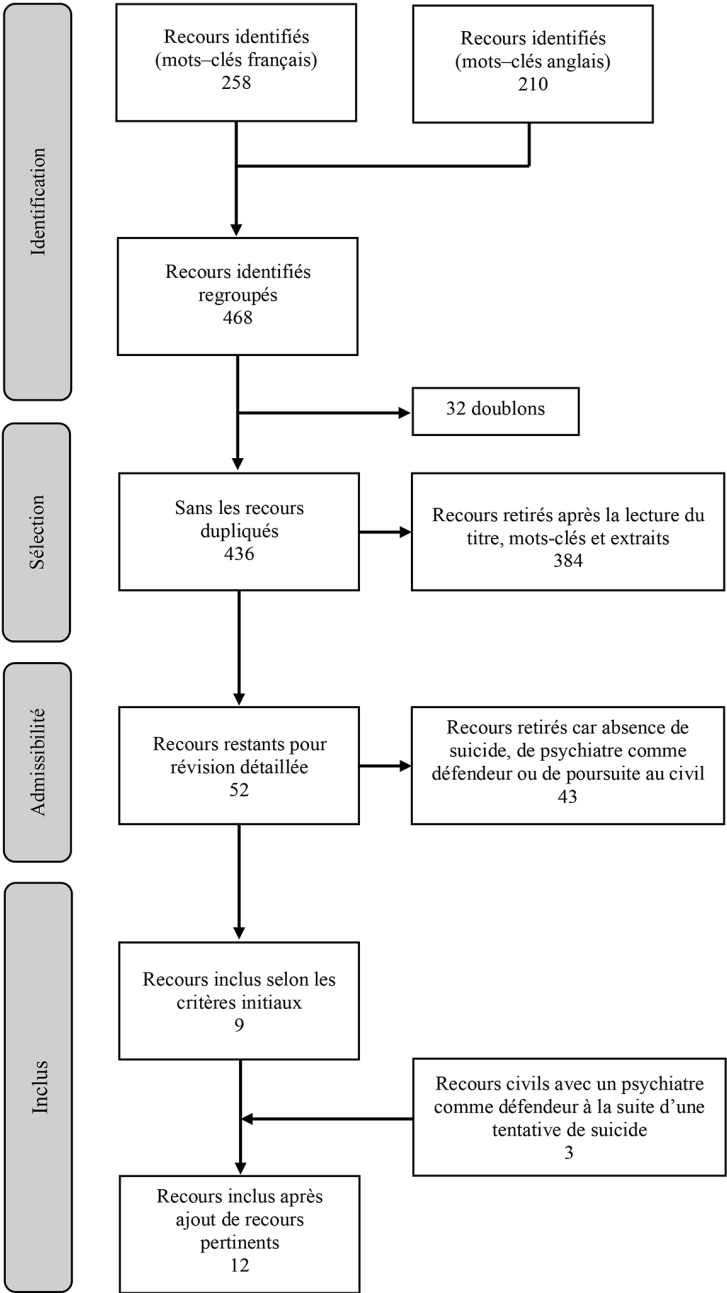 Identification
Recours identifiés
(mots–clés français)
258
Recours identifiés
(mots–clés anglais)
210
Recours identifiés
regroupés
468
32 doublons
Sélection
Sans les recours
dupliqués
436
Recours retirés après la lecture du
titre, mots-clés et extraits
384
Admissibilité
Recours restants pour
révision détaillée
52
Recours retirés car absence de
suicide, de psychiatre comme
défendeur ou de poursuite au civil
43
Inclus
Recours inclus selon les
critères initiaux
9
Recours civils avec un psychiatre
comme défendeur à la suite d’une
tentative de suicide
3
Recours inclus après
ajout de recours
pertinents
12